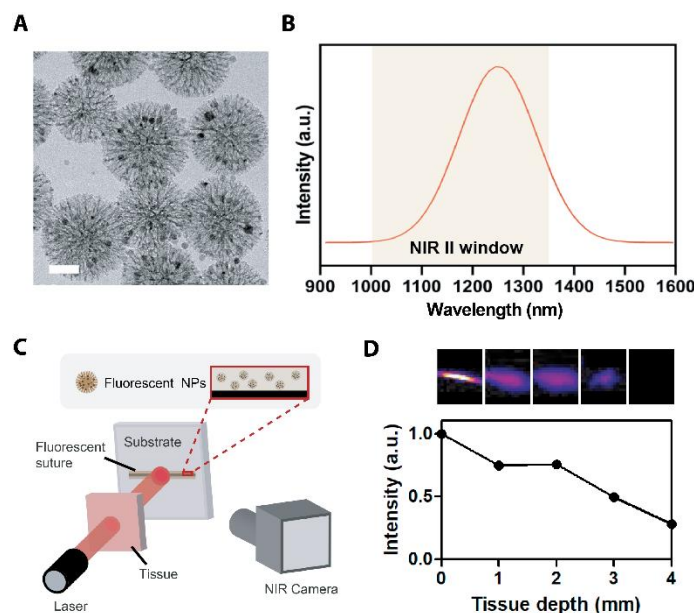 A
B
Intensity (a.u.)
NIR II window
900 1000 1100 1200 1300 1400 1500 1600
Wavelength (nm)
C
Fluorescent NPs
Fluorescent
suture
Substrate
Tissue
Laser
NIR Camera
D
Intensity (a.u.)
1.0
0.5
0.0
0 1 2 3 4
Tissue depth (mm)